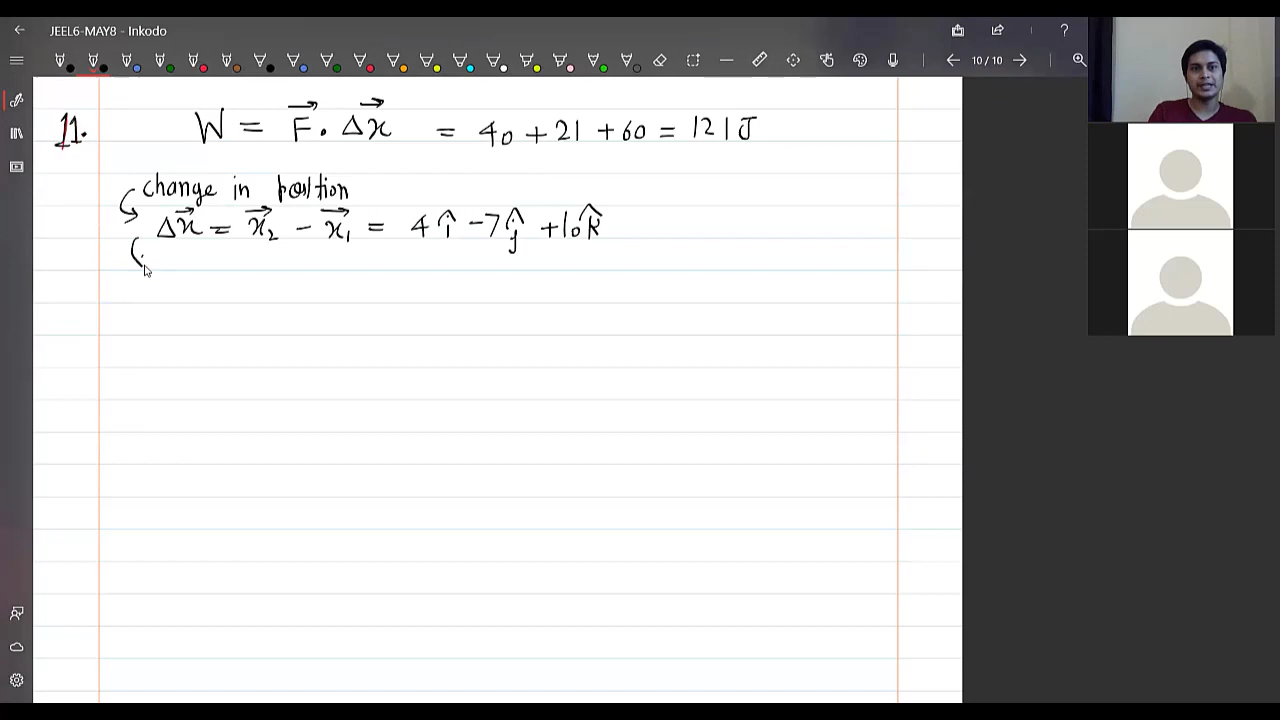 JEEL6-MAY8 - Inkodo
10/10
11. W = F⃗ · Δx⃗ = 40 + 21 + 60 = 121 J
change in position
Δx⃗ = x⃗₂ − x⃗₁ = 4î − 7ĵ + 10k̂